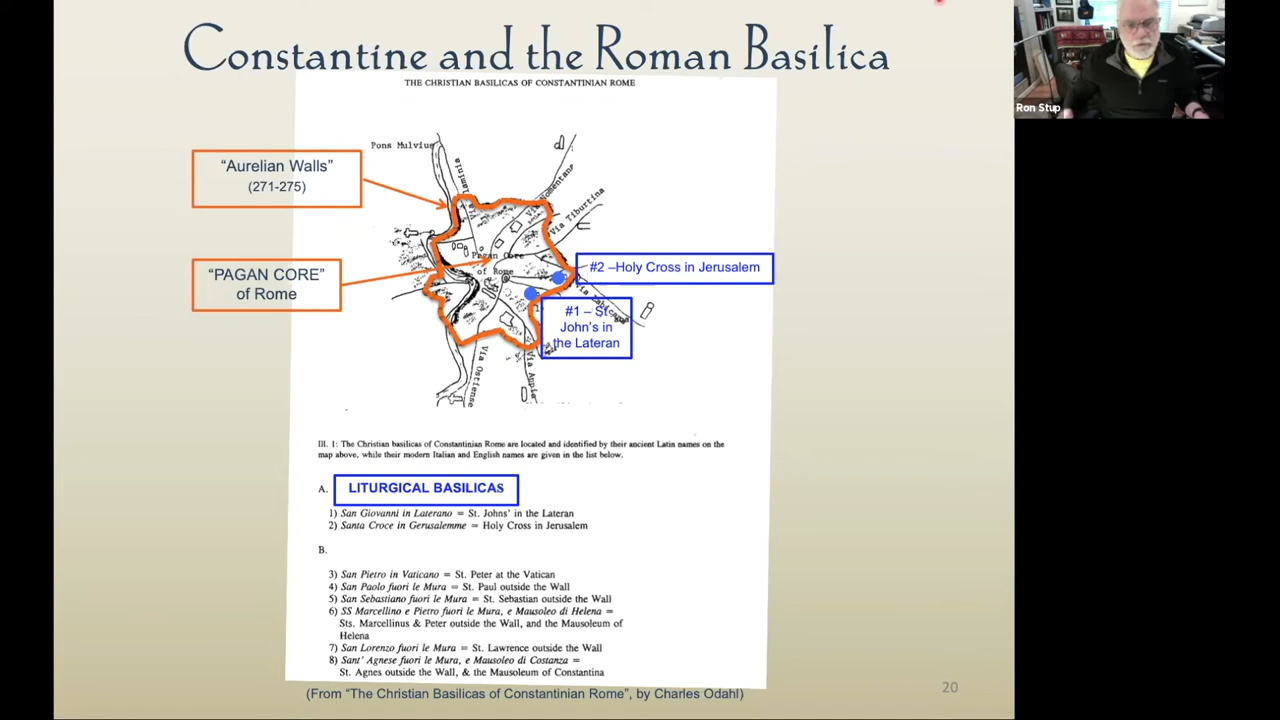 Constantine and the Roman Basilica
Ron Stup
THE CHRISTIAN BASILICAS OF CONSTANTINIAN ROME
Pons Mulvius
"Aurelian Walls"
(271-275)
Via Tiburtina
"PAGAN CORE"
of Rome
Pagan Core
of Rome
#2 –Holy Cross in Jerusalem
#1 – St
John's in
the Lateran
Via Ostiense
Via Appia
III. 1: The Christian basilicas of Constantinian Rome are located and identified by their ancient Latin names on the
map above, while their modern Italian and English names are given in the list below.
A. LITURGICAL BASILICAS
1) San Giovanni in Laterano = St. Johns' in the Lateran
2) Santa Croce in Gerusalemme = Holy Cross in Jerusalem
B.
3) San Pietro in Vaticano = St. Peter at the Vatican
4) San Paolo fuori le Mura = St. Paul outside the Wall
5) San Sebastiano fuori le Mura = St. Sebastian outside the Wall
6) SS Marcellino e Pietro fuori le Mura, e Mausoleo di Helena =
Sts. Marcellinus & Peter outside the Wall, and the Mausoleum of
Helena
7) San Lorenzo fuori le Mura = St. Lawrence outside the Wall
8) Sant' Agnese fuori le Mura, e Mausoleo di Costanza =
St. Agnes outside the Wall, & the Mausoleum of Constantina
(From "The Christian Basilicas of Constantinian Rome", by Charles Odahl)
20